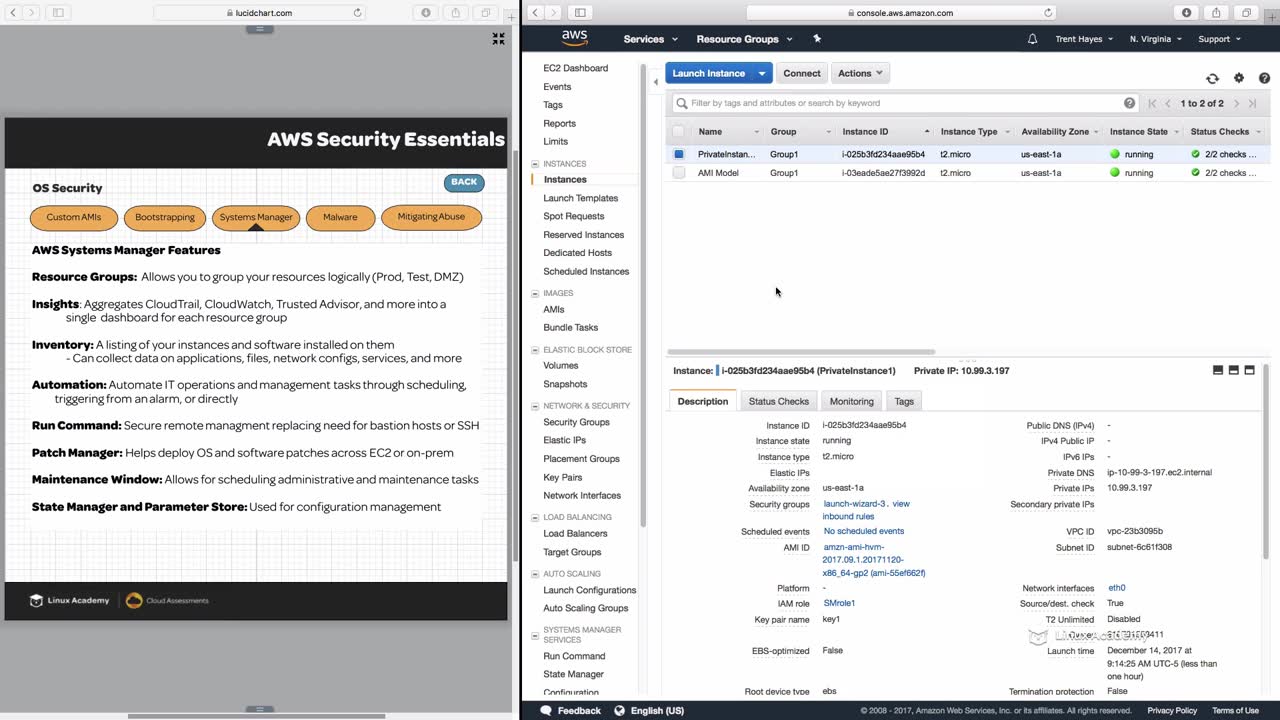 lucidchart.com
AWS Security Essentials
OS Security
BACK
Custom AMIs
Bootstrapping
Systems Manager
Malware
Mitigating Abuse
AWS Systems Manager Features
Resource Groups: Allows you to group your resources logically (Prod, Test, DMZ)
Insights: Aggregates CloudTrail, CloudWatch, Trusted Advisor, and more into a
single dashboard for each resource group
Inventory: A listing of your instances and software installed on them
- Can collect data on applications, files, network configs, services, and more
Automation: Automate IT operations and management tasks through scheduling,
triggering from an alarm, or directly
Run Command: Secure remote managment replacing need for bastion hosts or SSH
Patch Manager: Helps deploy OS and software patches across EC2 or on-prem
Maintenance Window: Allows for scheduling administrative and maintenance tasks
State Manager and Parameter Store: Used for configuration management
Linux Academy
Cloud Assessments
console.aws.amazon.com
aws
Services
Resource Groups
Trent Hayes
N. Virginia
Support
EC2 Dashboard
Events
Tags
Reports
Limits
INSTANCES
Instances
Launch Templates
Spot Requests
Reserved Instances
Dedicated Hosts
Scheduled Instances
IMAGES
AMIs
Bundle Tasks
ELASTIC BLOCK STORE
Volumes
Snapshots
NETWORK & SECURITY
Security Groups
Elastic IPs
Placement Groups
Key Pairs
Network Interfaces
LOAD BALANCING
Load Balancers
Target Groups
AUTO SCALING
Launch Configurations
Auto Scaling Groups
SYSTEMS MANAGER
SERVICES
Run Command
State Manager
Configuration
Launch Instance
Connect
Actions
Filter by tags and attributes or search by keyword
1 to 2 of 2
Name Group Instance ID Instance Type Availability Zone Instance State Status Checks
PrivateInstan... Group1 i-025b3fd234aae95b4 t2.micro us-east-1a running 2/2 checks ...
AMI Model Group1 i-03eade5ae27f3992d t2.micro us-east-1a running 2/2 checks ...
Instance: i-025b3fd234aae95b4 (PrivateInstance1) Private IP: 10.99.3.197
Description Status Checks Monitoring Tags
Instance ID i-025b3fd234aae95b4 Public DNS (IPv4) -
Instance state running IPv4 Public IP -
Instance type t2.micro IPv6 IPs -
Elastic IPs Private DNS ip-10-99-3-197.ec2.internal
Availability zone us-east-1a Private IPs 10.99.3.197
Security groups launch-wizard-3 . view Secondary private IPs
inbound rules
Scheduled events No scheduled events VPC ID vpc-23b3095b
AMI ID amzn-ami-hvm- Subnet ID subnet-6c61f308
2017.09.1.20171120-
x86_64-gp2 (ami-55ef662f)
Platform - Network interfaces eth0
IAM role SMrole1 Source/dest. check True
Key pair name key1 T2 Unlimited Disabled
Linux Academy
EBS-optimized False Launch time December 14, 2017 at
9:14:25 AM UTC-5 (less than
one hour)
Root device type ebs Termination protection False
Feedback
English (US)
© 2008 - 2017, Amazon Web Services, Inc. or its affiliates. All rights reserved.
Privacy Policy
Terms of Use